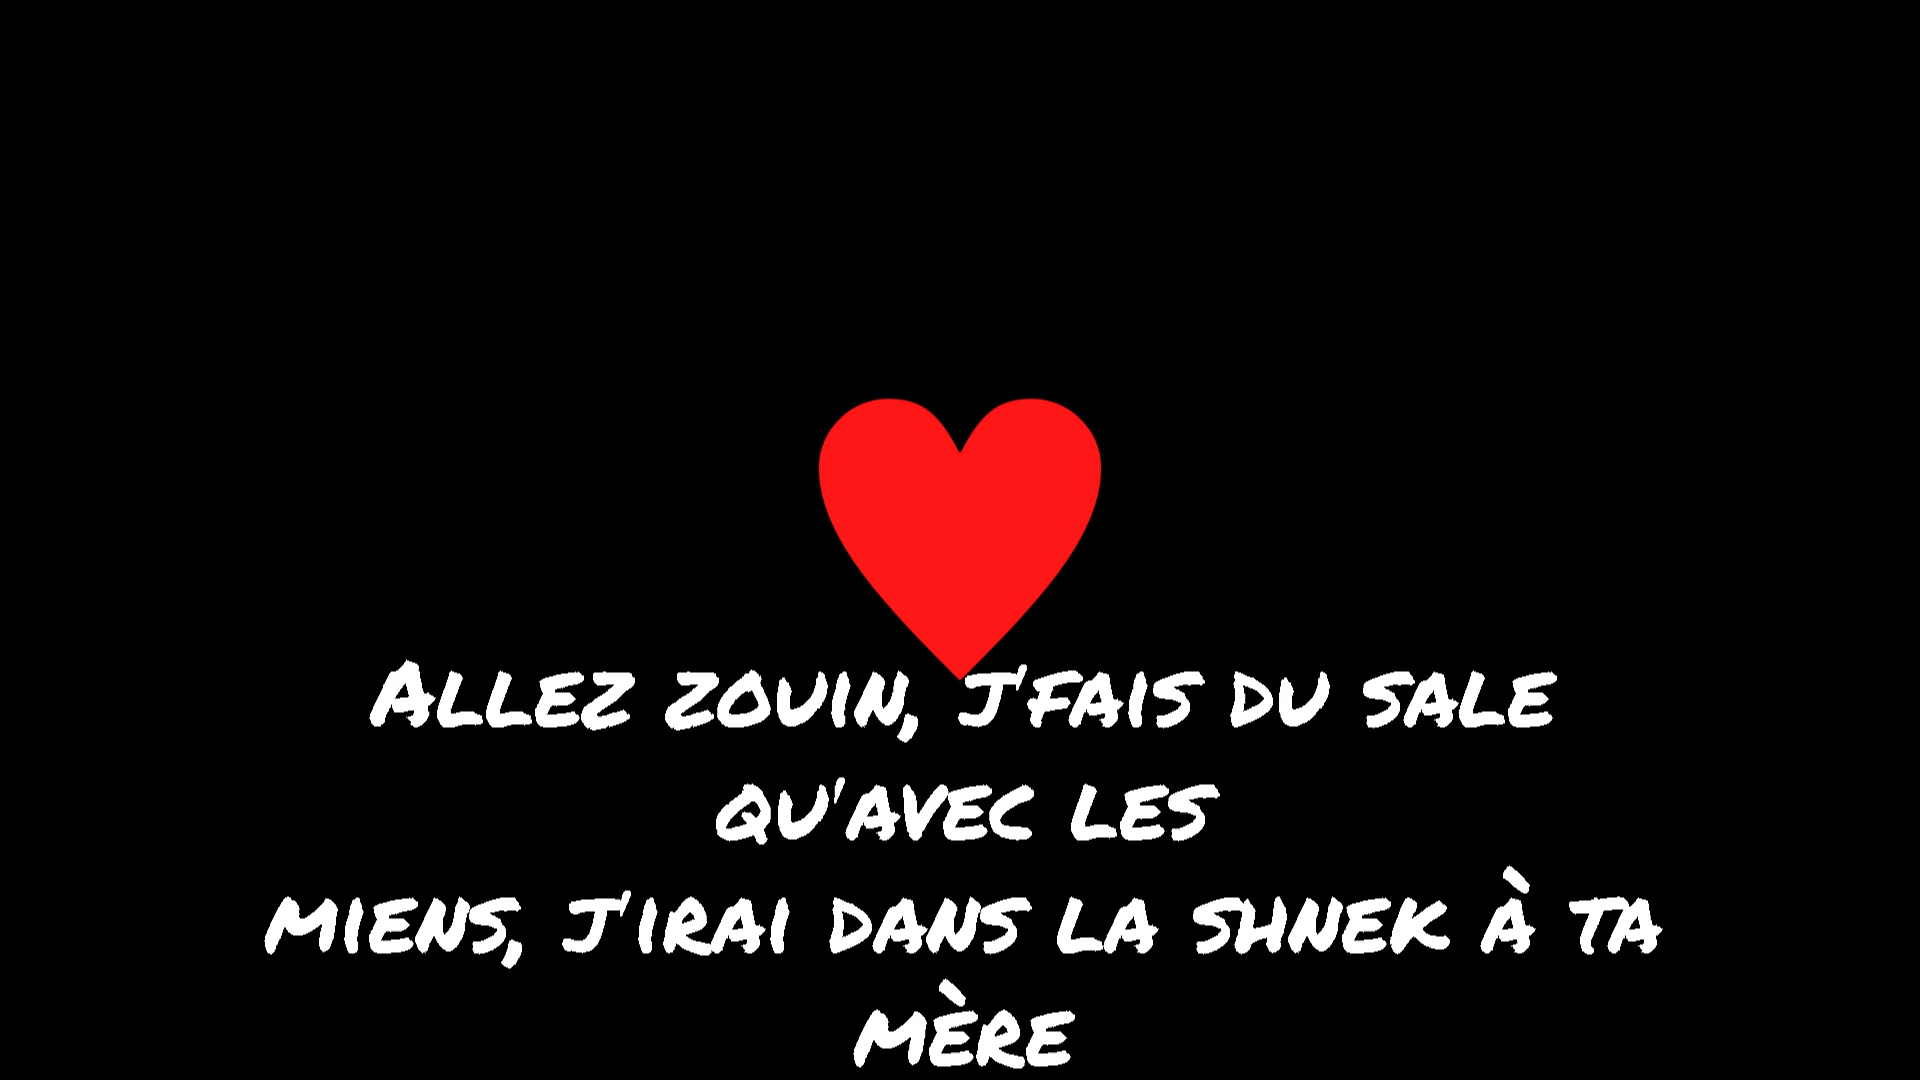 Allez zouin, j'fais du sale
qu'avec les
miens, j'irai dans la shnek à ta
mère